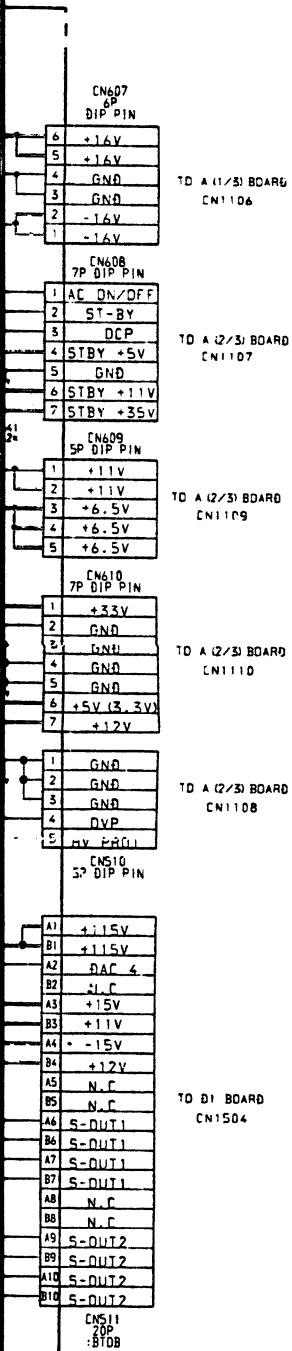 CN607
6P
DIP PIN
6 +16V
5 +16V
4 GND
3 GND
2 -16V
1 -16V
TO A (1/3) BOARD
CN1106
CN608
7P DIP PIN
1 AC ON/OFF
2 ST-BY
3 OCP
4 STBY +5V
5 GND
6 STBY +11V
7 STBY +35V
TO A (2/3) BOARD
CN1107
CN609
5P DIP PIN
1 +11V
2 +11V
3 +6.5V
4 +6.5V
5 +6.5V
TO A (2/3) BOARD
CN1109
CN610
7P DIP PIN
1 +33V
2 GND
3 GND
4 GND
5 GND
6 +5V (3.3V)
7 +12V
TO A (2/3) BOARD
CN1110
1 GND
2 GND
3 GND
4 OVP
5 HV PROT
CN510
5P DIP PIN
TO A (2/3) BOARD
CN1108
A1 +115V
B1 +115V
A2 DAC 4
B2 N.C
A3 +15V
B3 +11V
A4 -15V
B4 +12V
A5 N.C
B5 N.C
A6 S-OUT1
B6 S-OUT1
A7 S-OUT1
B7 S-OUT1
A8 N.C
B8 N.C
A9 S-OUT2
B9 S-OUT2
A10 S-OUT2
B10 S-OUT2
TO D1 BOARD
CN1504
CN511
20P
:BTOB